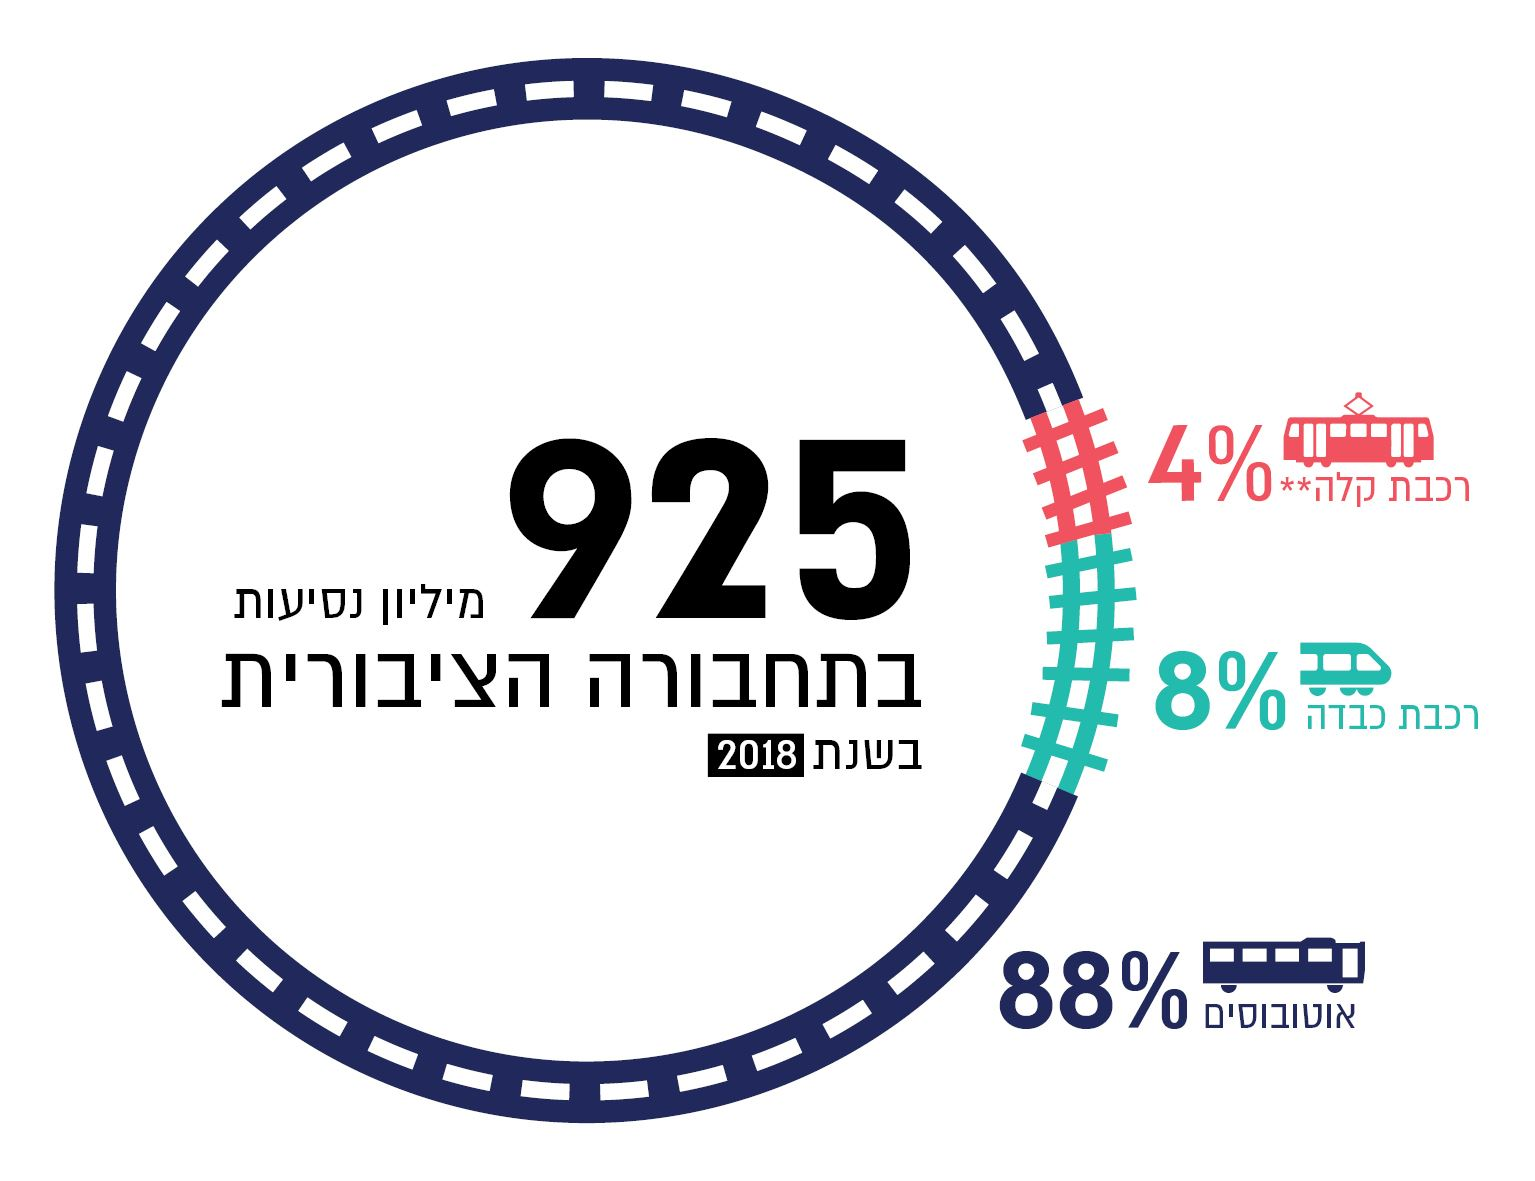 925 מיליון נסיעות
בתחבורה הציבורית
בשנת 2018
4%
רכבת קלה**
8%
רכבת כבדה
88%
אוטובוסים